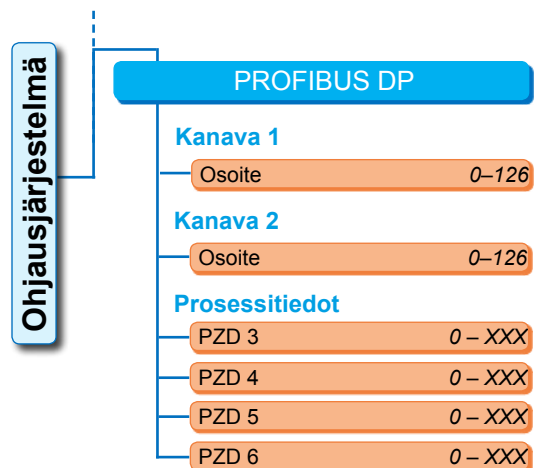 Ohjausjärjestelmä
PROFIBUS DP
Kanava 1
Osoite 0–126
Kanava 2
Osoite 0–126
Prosessitiedot
PZD 3 0 – XXX
PZD 4 0 – XXX
PZD 5 0 – XXX
PZD 6 0 – XXX